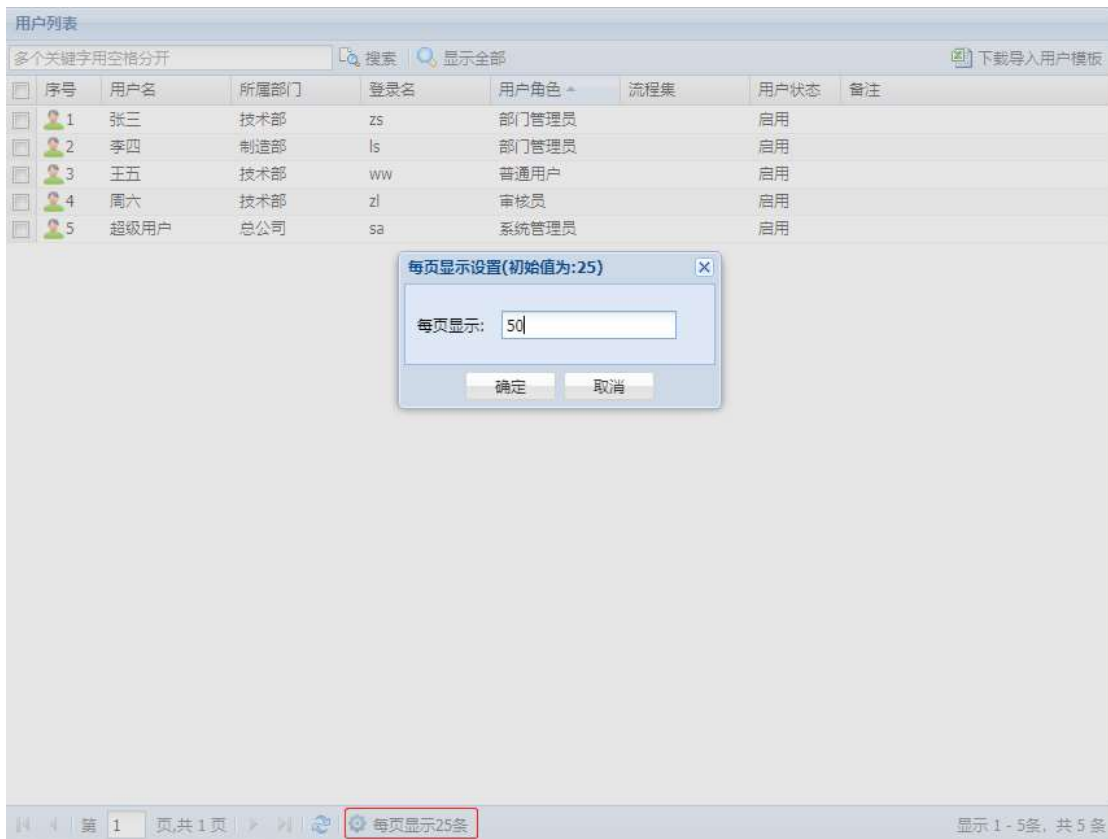 用户列表
多个关键字用空格分开 搜索 显示全部 下载导入用户模板
序号 用户名 所属部门 登录名 用户角色 流程集 用户状态 备注
1 张三 技术部 zs 部门管理员 启用
2 李四 制造部 ls 部门管理员 启用
3 王五 技术部 ww 普通用户 启用
4 周六 技术部 zl 审核员 启用
5 超级用户 总公司 sa 系统管理员 启用
每页显示设置(初始值为:25)
每页显示: 50
确定 取消
第 1 页,共1页 每页显示25条 显示 1 - 5条, 共 5 条